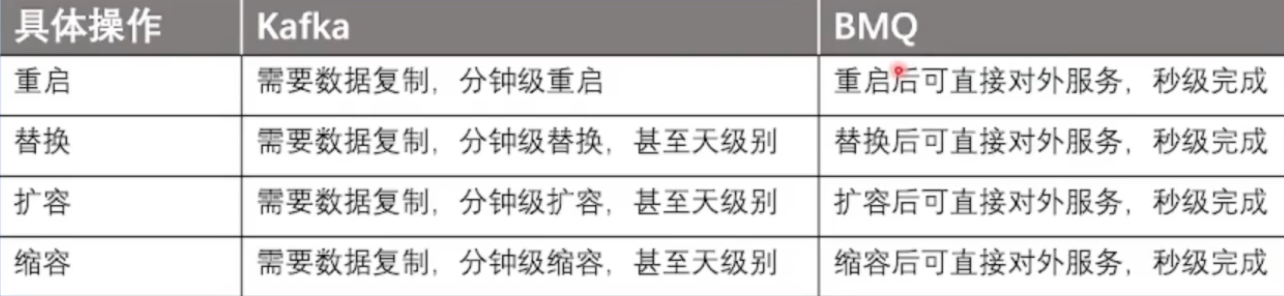 具体操作 Kafka BMQ
重启 需要数据复制，分钟级重启 重启后可直接对外服务，秒级完成
替换 需要数据复制，分钟级替换，甚至天级别 替换后可直接对外服务，秒级完成
扩容 需要数据复制，分钟级扩容，甚至天级别 扩容后可直接对外服务，秒级完成
缩容 需要数据复制，分钟级缩容，甚至天级别 缩容后可直接对外服务，秒级完成